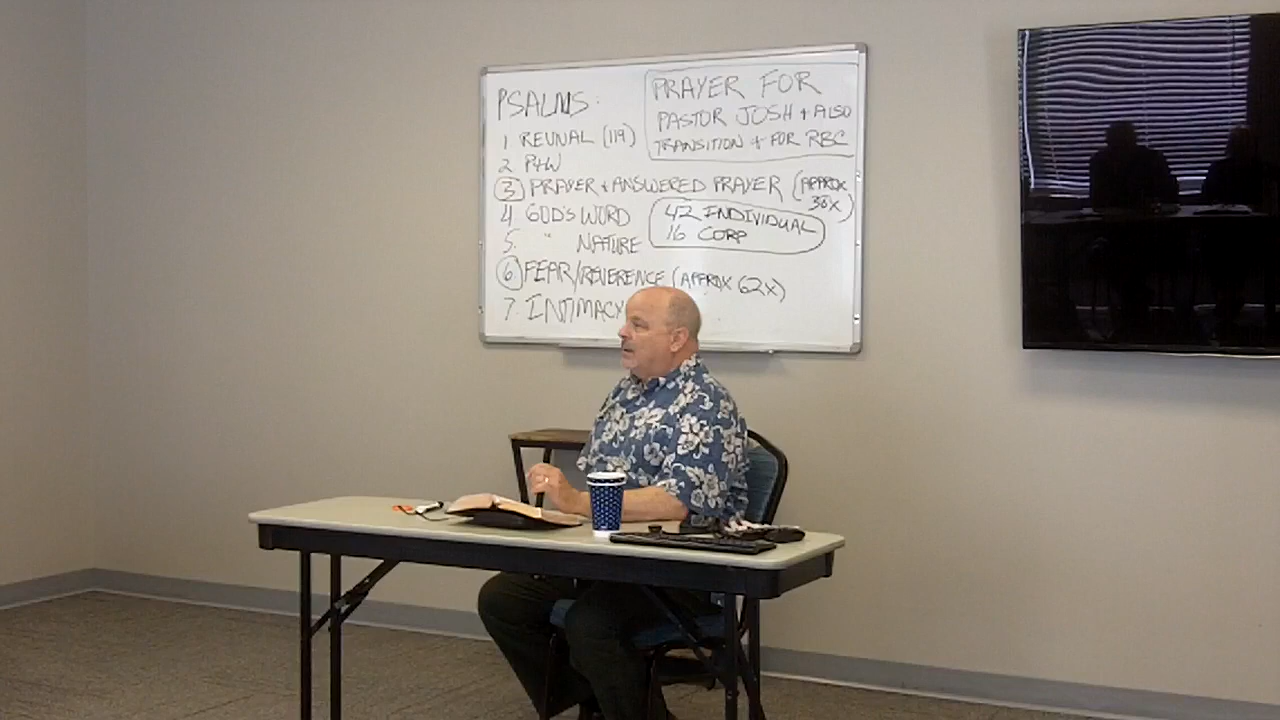 PSALMS:
1 REVIVAL (119)
2 P+W
3 PRAYER + ANSWERED PRAYER (APPROX 38X)
4 GOD'S WORD
5. " NATURE
6 FEAR/REVERENCE (APPROX 62X)
7 INTIMACY
PRAYER FOR
PASTOR JOSH + ALSO
TRANSITION + FOR RBC
42 INDIVIDUAL
16 CORP